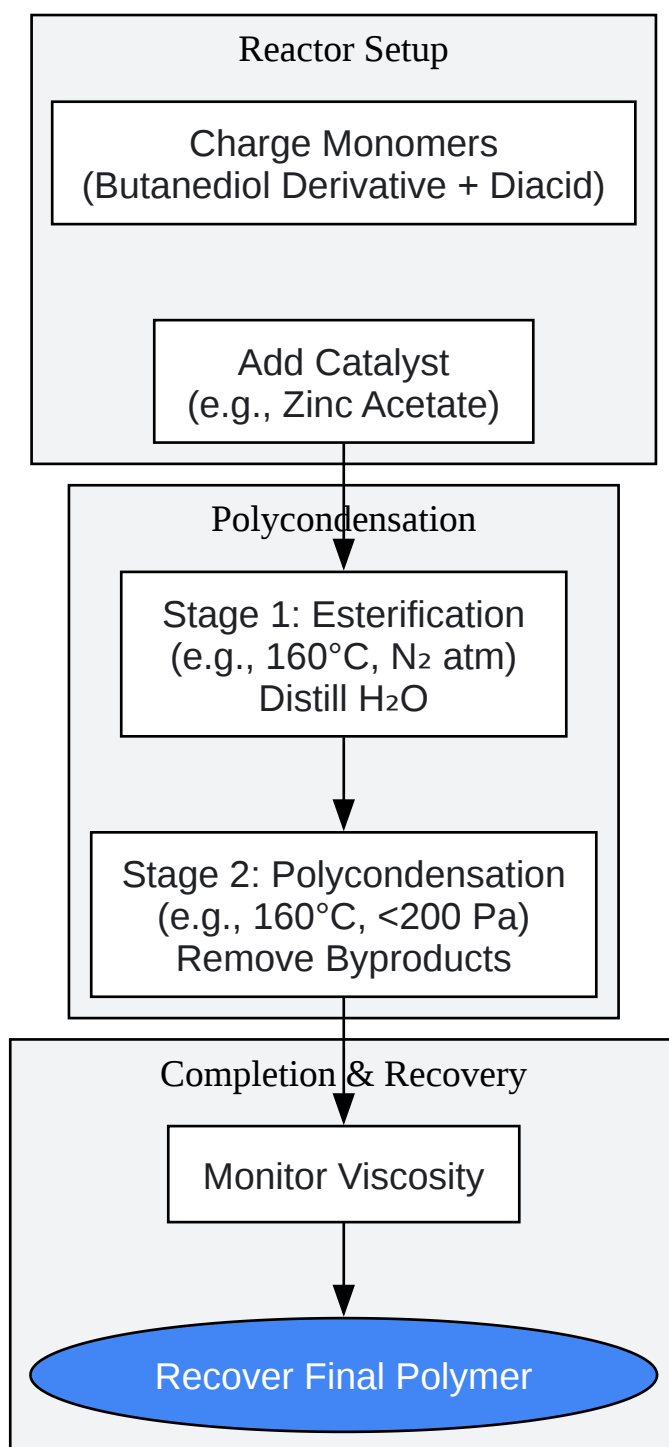 Reactor Setup
Charge Monomers
(Butanediol Derivative + Diacid)
Add Catalyst
(e.g., Zinc Acetate)
Polycondensation
Stage 1: Esterification
(e.g., 160°C, N₂ atm)
Distill H₂O
Stage 2: Polycondensation
(e.g., 160°C, <200 Pa)
Remove Byproducts
Completion & Recovery
Monitor Viscosity
Recover Final Polymer